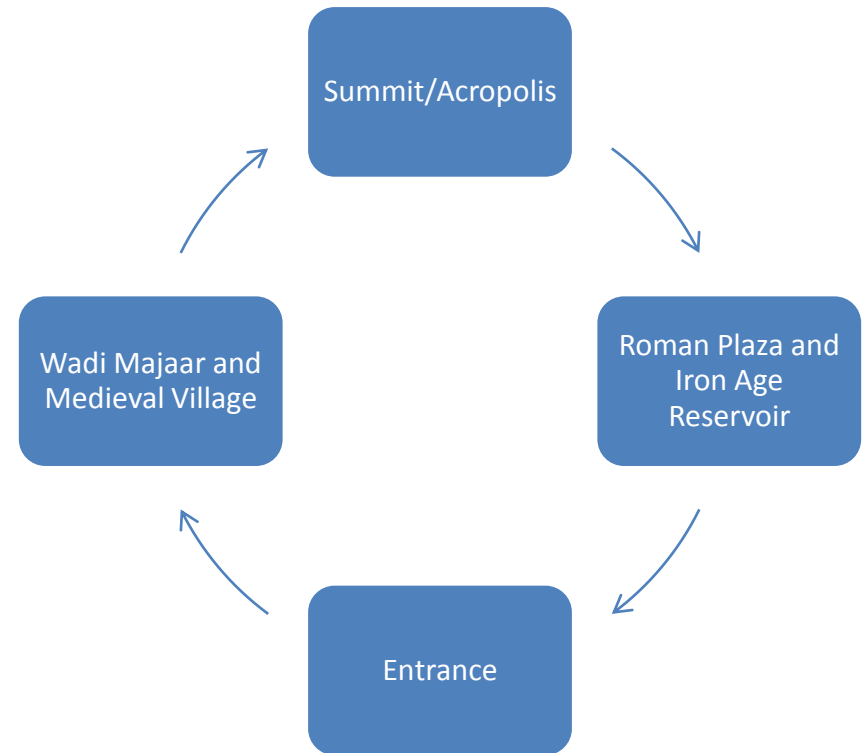 Summit/Acropolis
Wadi Majaar and
Medieval Village
Roman Plaza and
Iron Age
Reservoir
Entrance